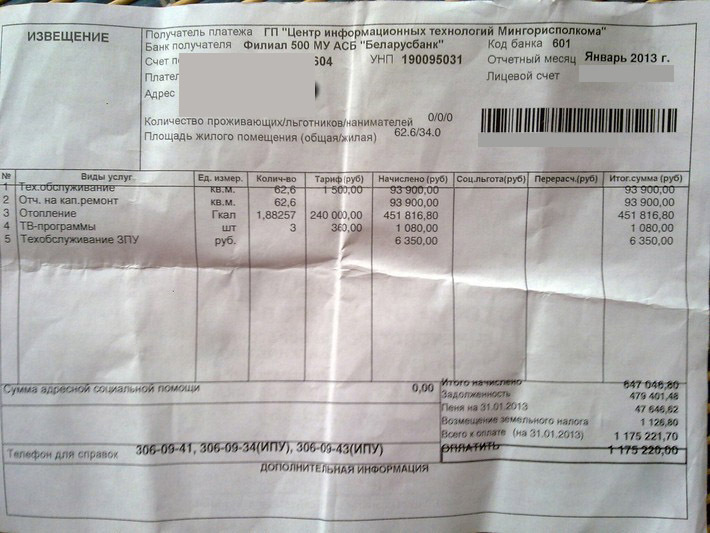 ИЗВЕЩЕНИЕ
Получатель платежа ГП "Центр информационных технологий Мингорисполкома"
Банк получателя Филиал 500 МУ АСБ "Беларусбанк" Код банка 601
Счет 604 УНП 190095031 Отчетный месяц Январь 2013 г.
Лицевой счет
Адрес
Количество проживающих/льготников/нанимателей 0/0/0
Площадь жилого помещения (общая/жилая) 62.6/34.0
№ Виды услуг. Ед. измер. Колич-во Тариф(руб) Начислено(руб) Соц.льгота(руб) Перерасч.(руб) Итог.сумма (руб)
1 Тех.обслуживание кв.м. 62,6 1 500,00 93 900,00 93 900,00
2 Отч. на кап.ремонт кв.м. 62,6 93 900,00 93 900,00
3 Отопление Гкал 1,88257 240 000,00 451 816,80 451 816,80
4 ТВ-программы шт 3 360,00 1 080,00 1 080,00
5 Техобслуживание ЗПУ руб. 6 350,00 6 350,00
Сумма адресной социальной помощи 0,00
Итого начислено 647 046,80
Задолженность 479 401,48
Пеня на 31.01.2013 47 646,62
Возмещение земельного налога 1 126,80
Всего к оплате (на 31.01.2013) 1 175 221,70
Телефон для справок 306-09-41, 306-09-34(ИПУ), 306-09-43(ИПУ)
ОПЛАТИТЬ 1 175 220,00
ДОПОЛНИТЕЛЬНАЯ ИНФОРМАЦИЯ